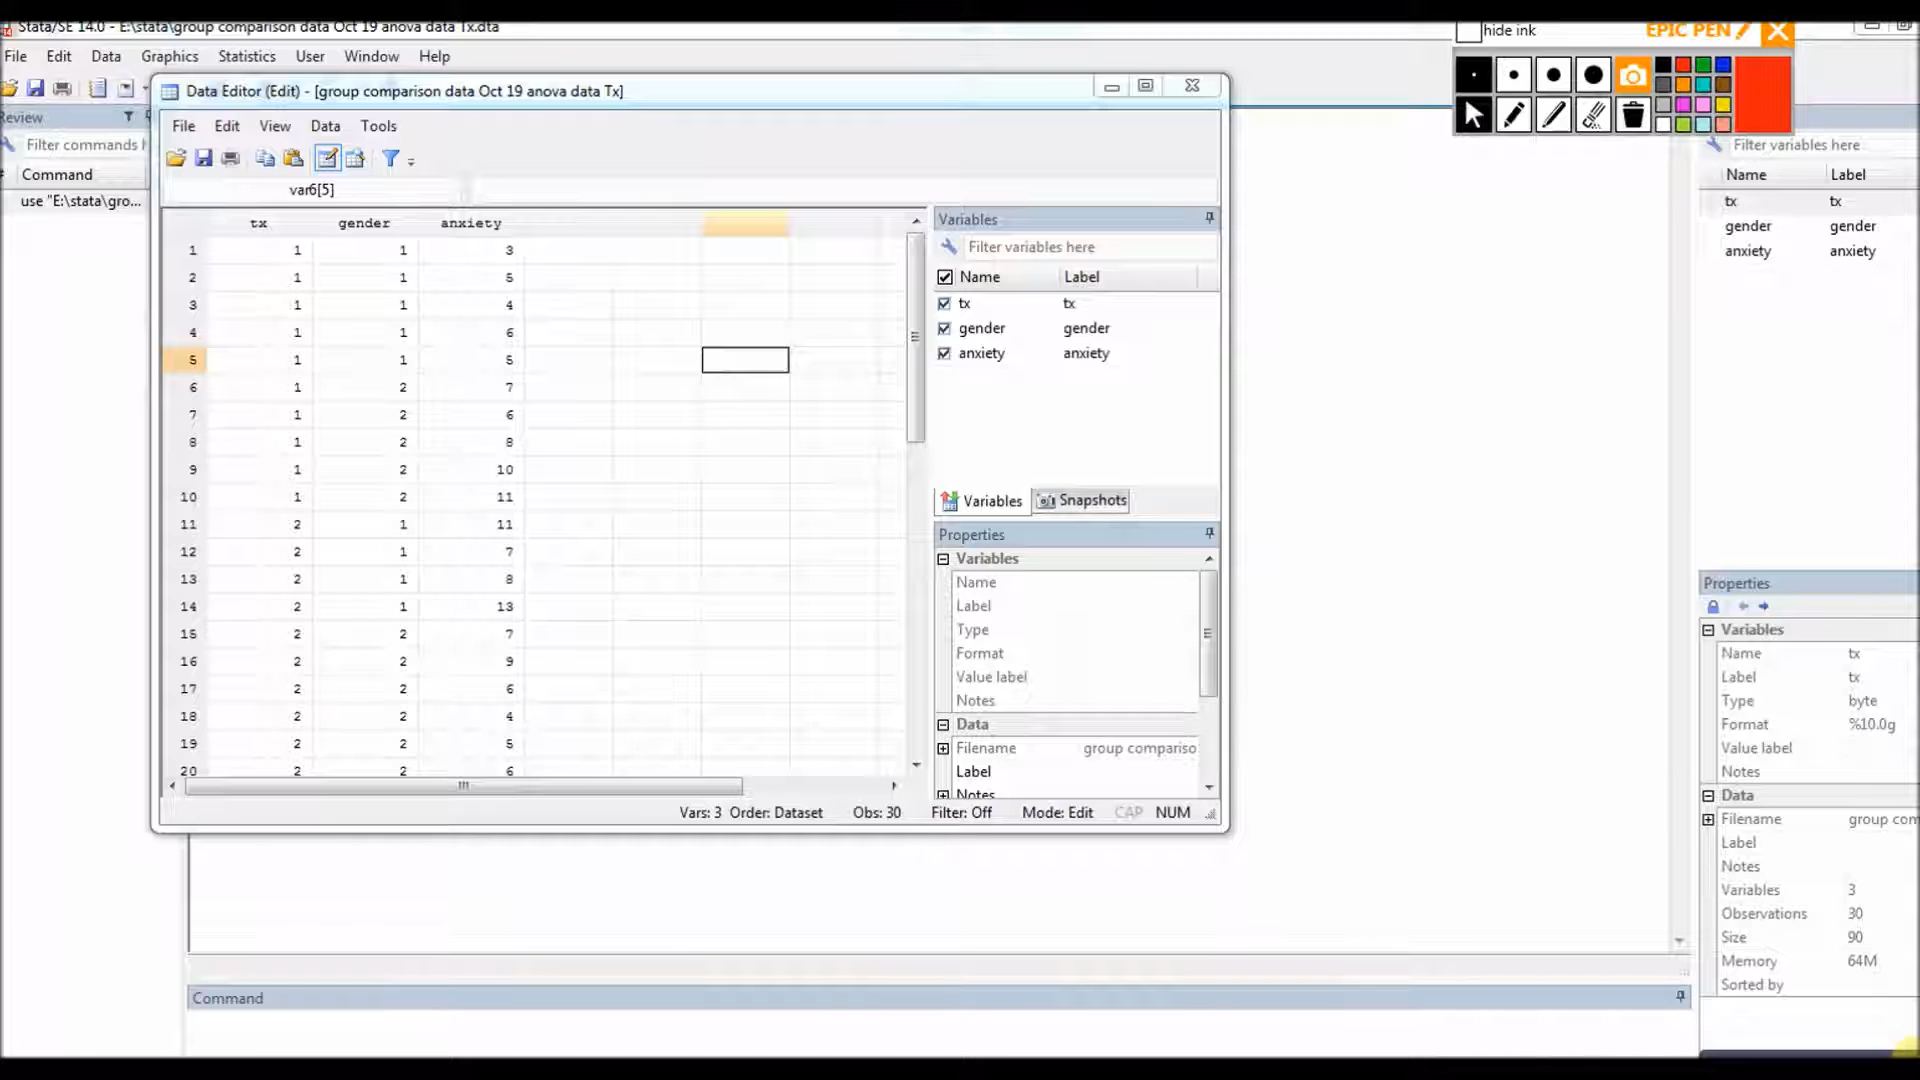 Stata/SE 14.0 - E:\stata\group comparison data Oct 19 anova data Tx.dta
hide ink
EPIC PEN
File Edit Data Graphics Statistics User Window Help
Review
Filter commands h
Command
use "E:\stata\gro...
Data Editor (Edit) - [group comparison data Oct 19 anova data Tx]
File Edit View Data Tools
var6[5]
tx gender anxiety
1 1 1 3
2 1 1 5
3 1 1 4
4 1 1 6
5 1 1 5
6 1 2 7
7 1 2 6
8 1 2 8
9 1 2 10
10 1 2 11
11 2 1 11
12 2 1 7
13 2 1 8
14 2 1 13
15 2 2 7
16 2 2 9
17 2 2 6
18 2 2 4
19 2 2 5
20 2 2 6
Variables
Filter variables here
Name Label
tx tx
gender gender
anxiety anxiety
Variables Snapshots
Properties
Variables
Name
Label
Type
Format
Value label
Notes
Data
Filename group compariso
Label
Notes
Vars: 3 Order: Dataset Obs: 30 Filter: Off Mode: Edit CAP NUM
Filter variables here
Name Label
tx tx
gender gender
anxiety anxiety
Properties
Variables
Name tx
Label tx
Type byte
Format %10.0g
Value label
Notes
Data
Filename group com
Label
Notes
Variables 3
Observations 30
Size 90
Memory 64M
Sorted by
Command